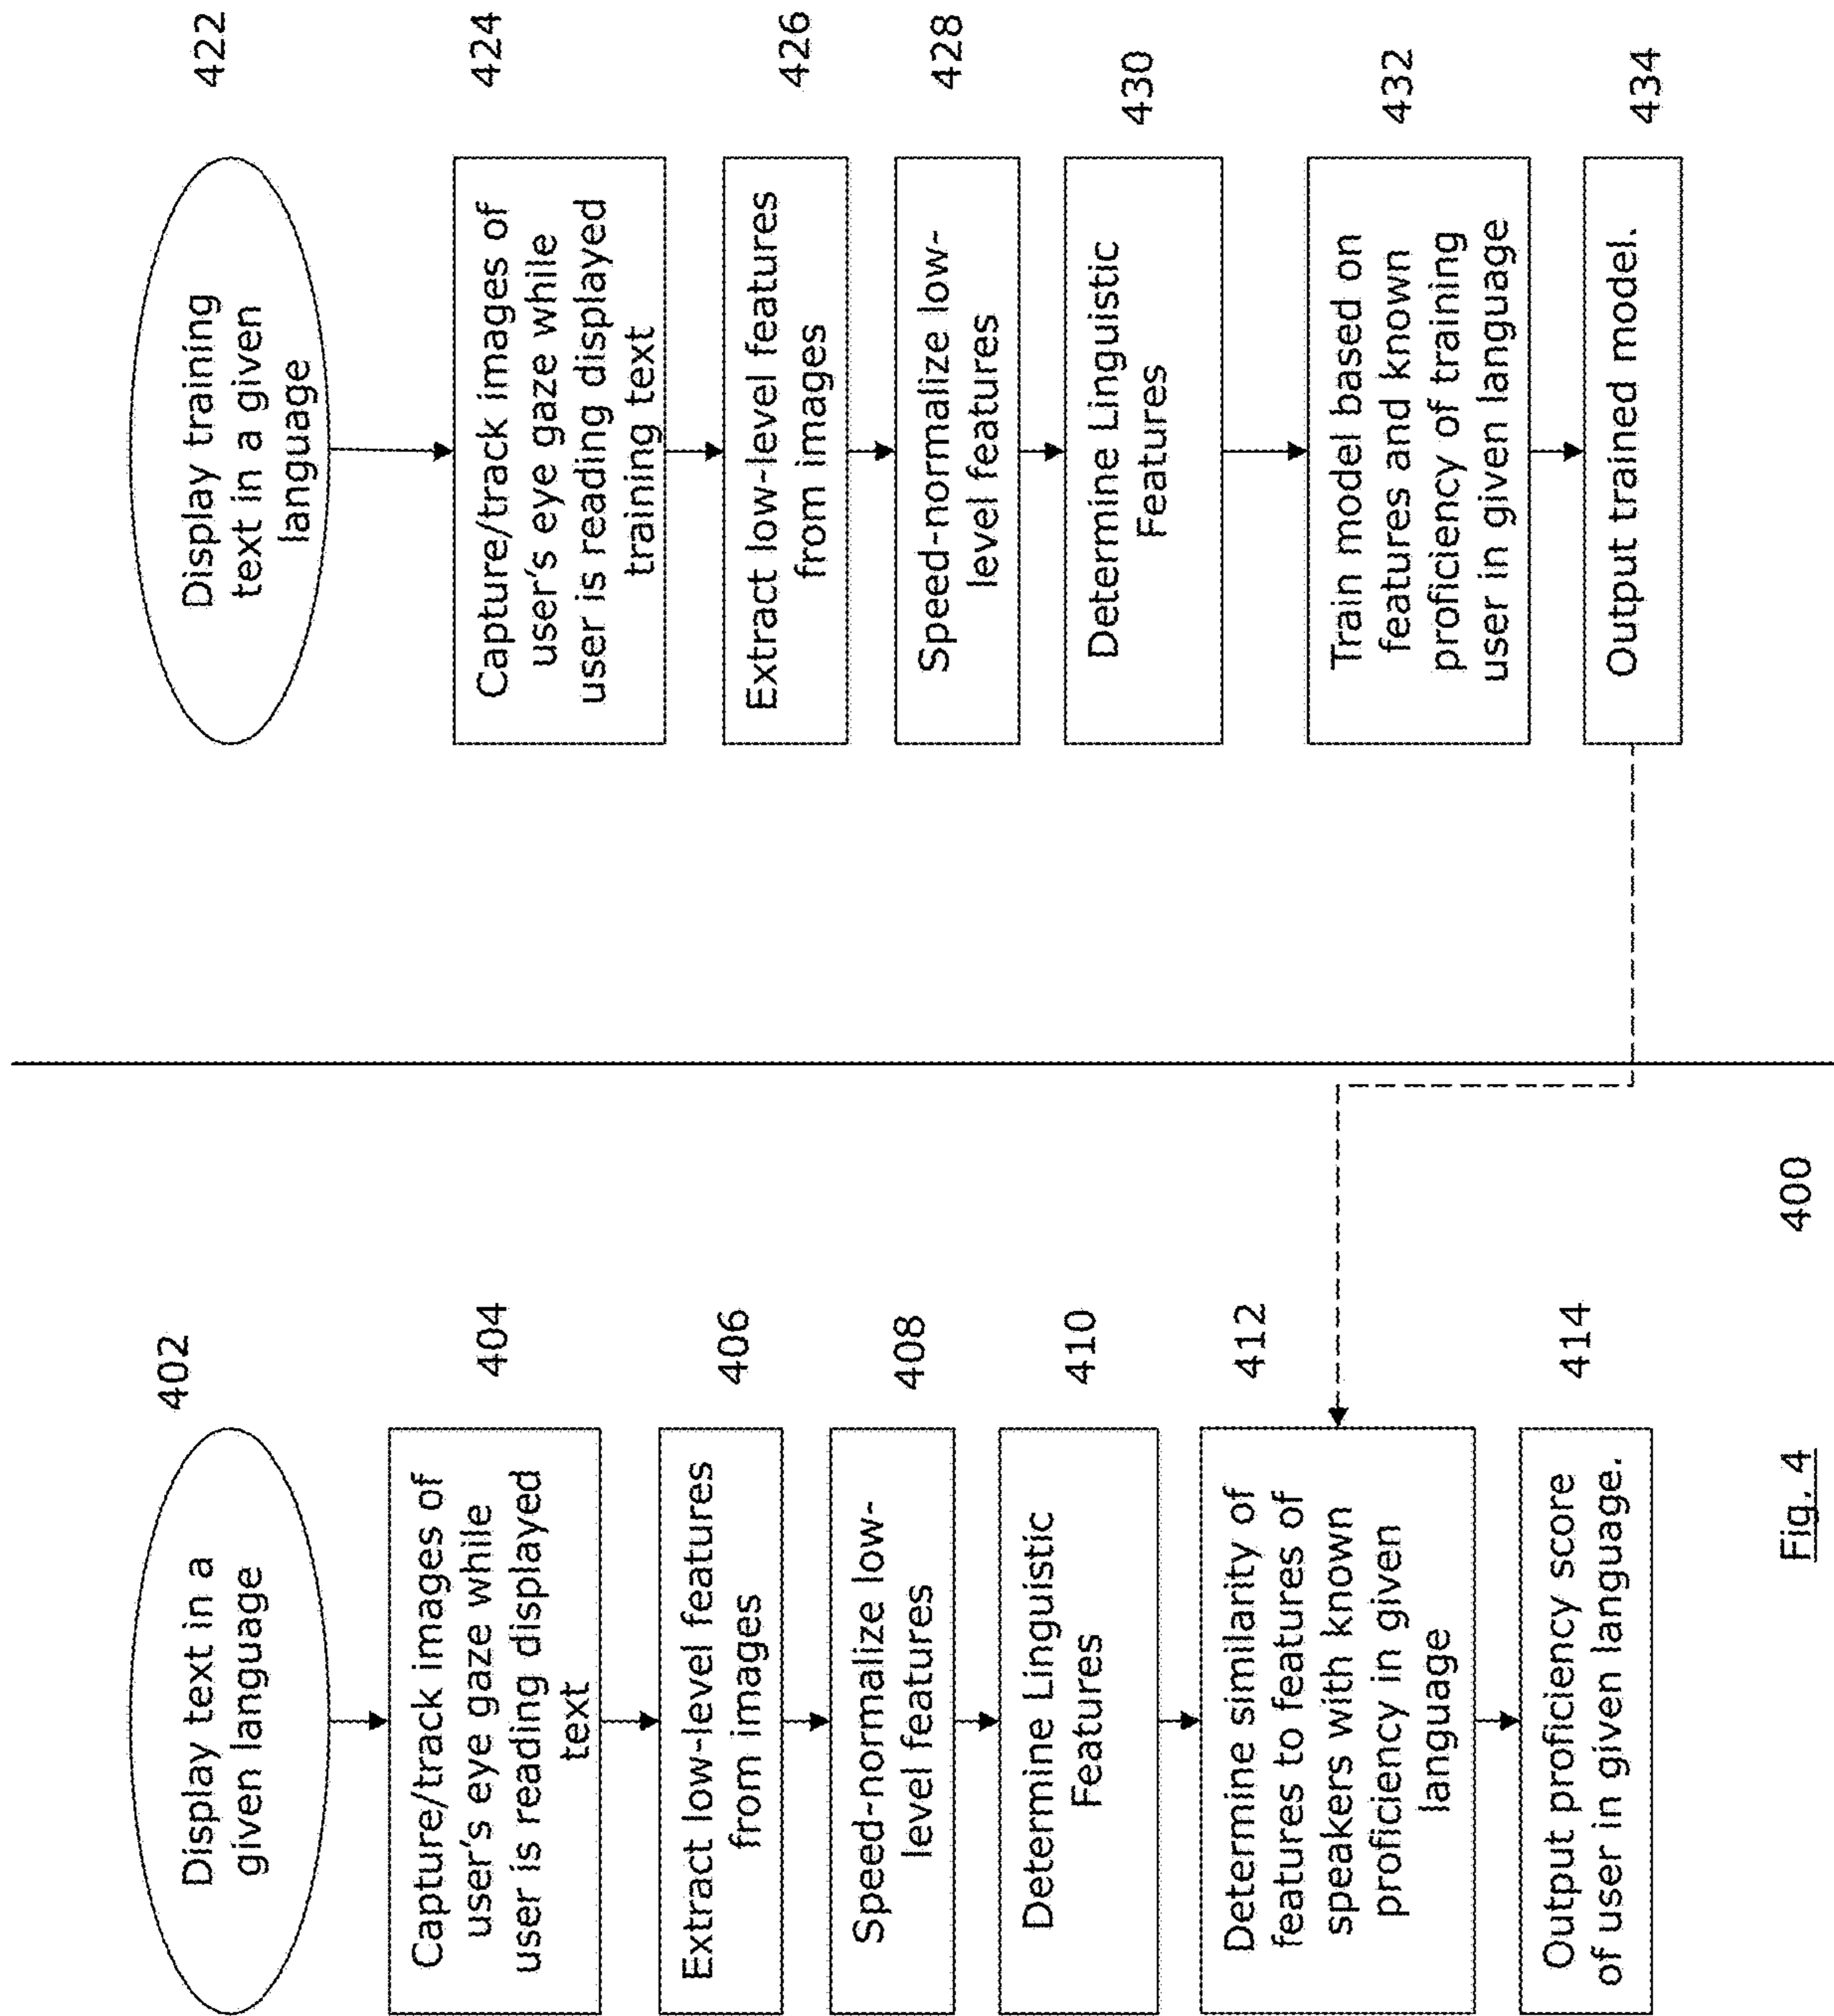 402
Display text in a
given language
404
Capture/track images of
user's eye gaze while
user is reading displayed
text
406
Extract low-level features
from images
408
Speed-normalize low-
level features
410
Determine Linguistic
Features
412
Determine similarity of
features to features of
speakers with known
proficiency in given
language
414
Output proficiency score
of user in given language.
422
Display training
text in a given
language
424
Capture/track images of
user's eye gaze while
user is reading displayed
training text
426
Extract low-level features
from images
428
Speed-normalize low-
level features
430
Determine Linguistic
Features
432
Train model based on
features and known
proficiency of training
user in given language
434
Output trained model.
Fig. 4
400